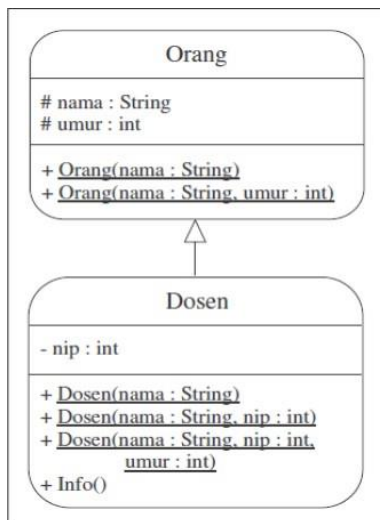 Orang
# nama : String
# umur : int
+ Orang(nama : String)
+ Orang(nama : String, umur : int)
Dosen
- nip : int
+ Dosen(nama : String)
+ Dosen(nama : String, nip : int)
+ Dosen(nama : String, nip : int,
umur : int)
+ Info()